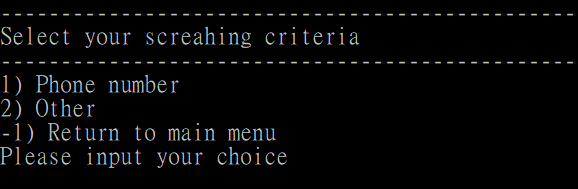 ------------------------------------------------
Select your screahing criteria
------------------------------------------------
1) Phone number
2) Other
-1) Return to main menu
Please input your choice